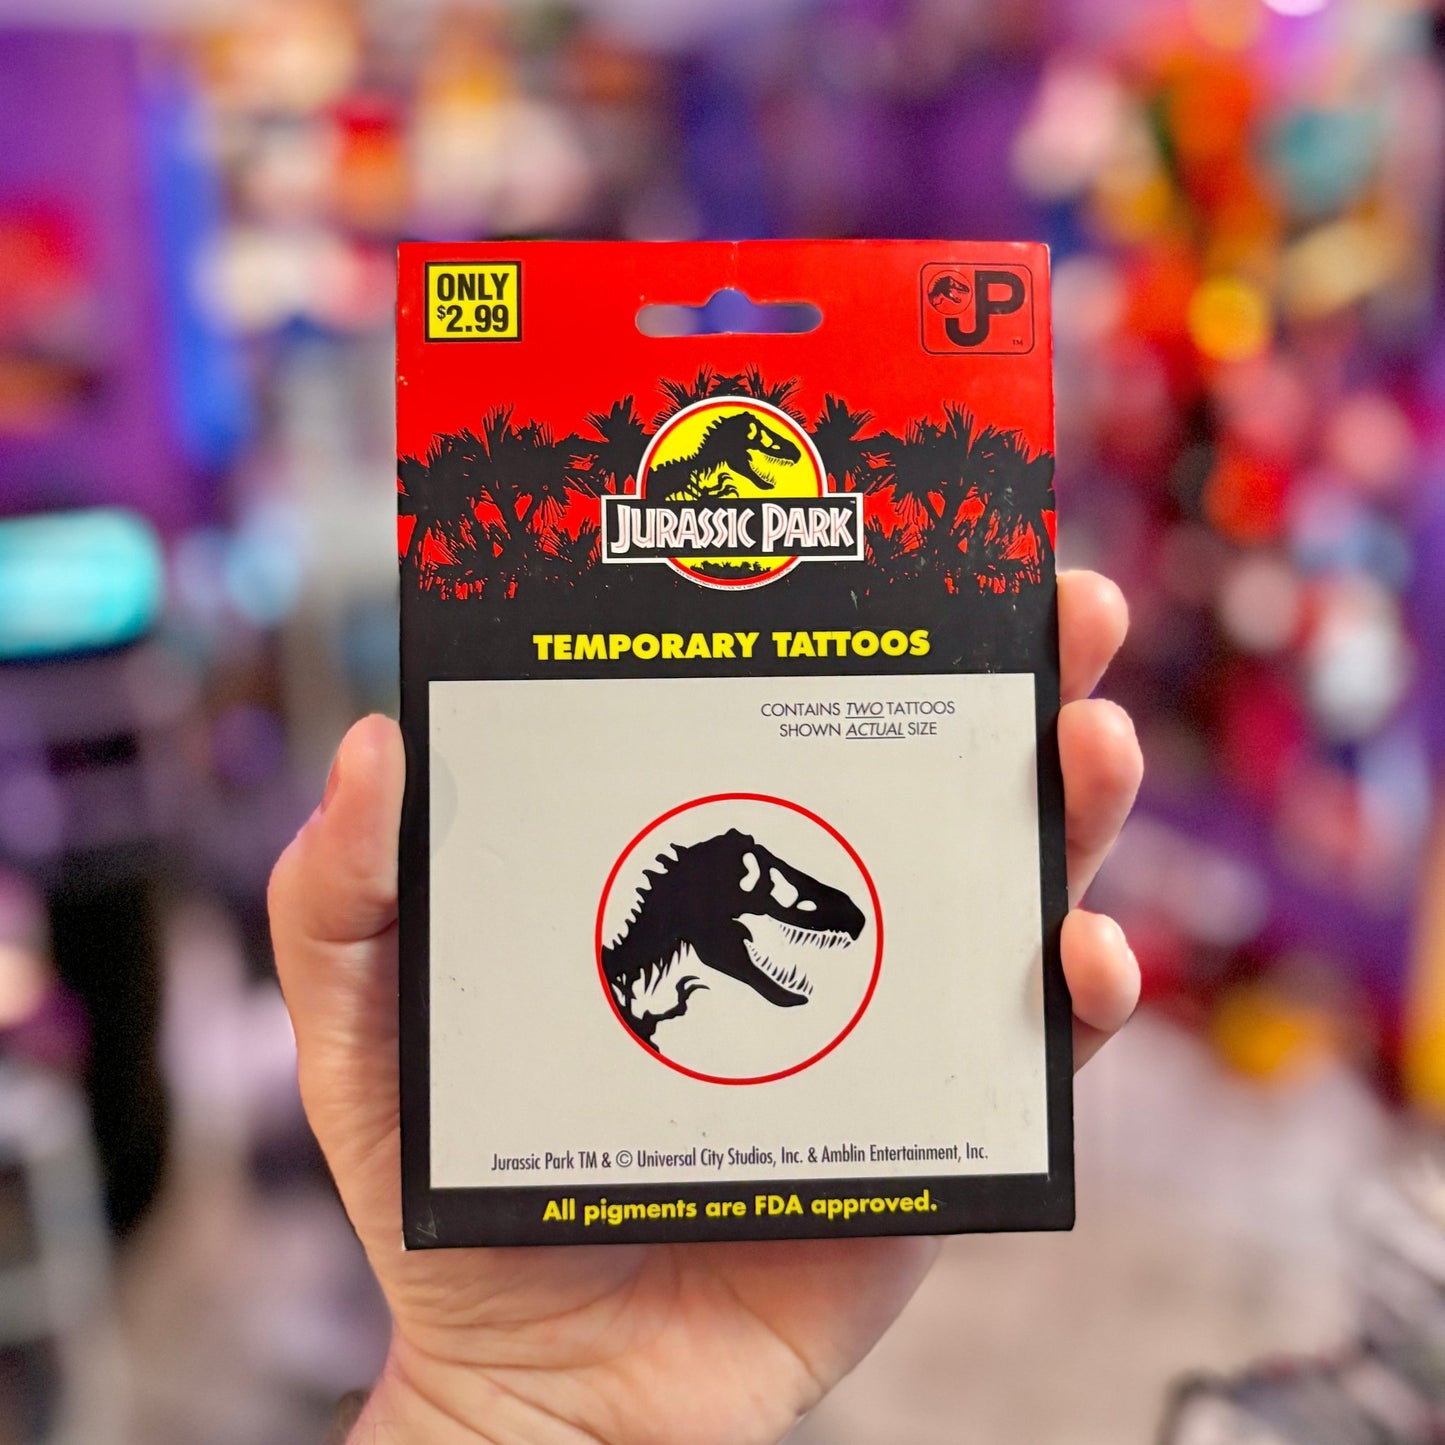 ONLY
$2.99
JP
TM
JURASSIC PARK
TEMPORARY TATTOOS
CONTAINS TWO TATTOOS
SHOWN ACTUAL SIZE
Jurassic Park TM & © Universal City Studios, Inc. & Amblin Entertainment, Inc.
All pigments are FDA approved.